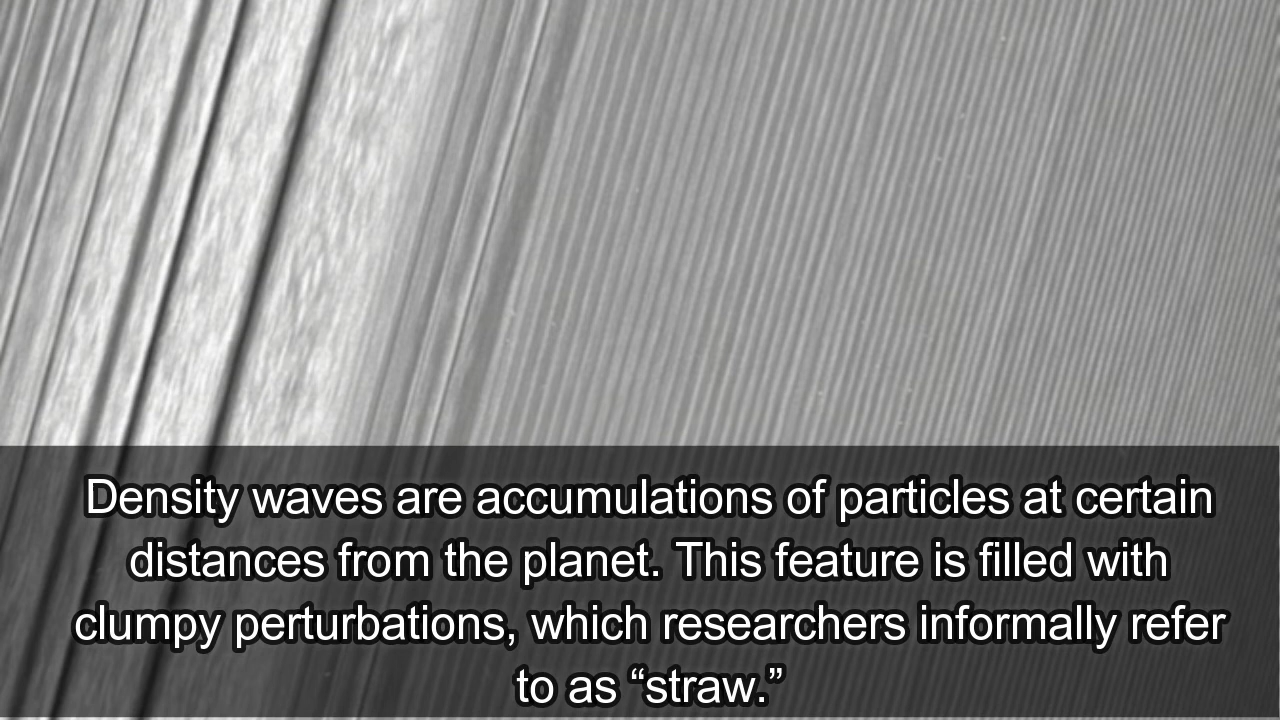 Density waves are accumulations of particles at certain
distances from the planet. This feature is filled with
clumpy perturbations, which researchers informally refer
to as “straw.”